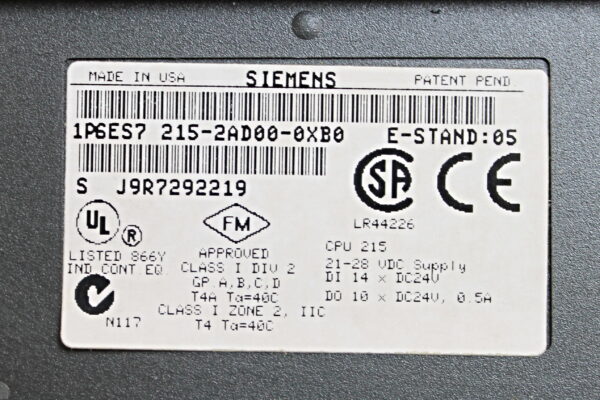 MADE IN USA SIEMENS PATENT PEND.
1P6ES7 215-2AD00-0XB0 E-STAND:05
S J9R7292219
UL ®
FM
SA
CE
LR44226
LISTED 866Y
IND CONT EQ
N117
APPROVED
CLASS I DIV 2
GP A,B,C,D
T4A Ta=40C
CLASS I ZONE 2, IIC
T4 Ta=40C
CPU 215
21-28 VDC Supply
DI 14 x DC24V
DO 10 x DC24V, 0.5A